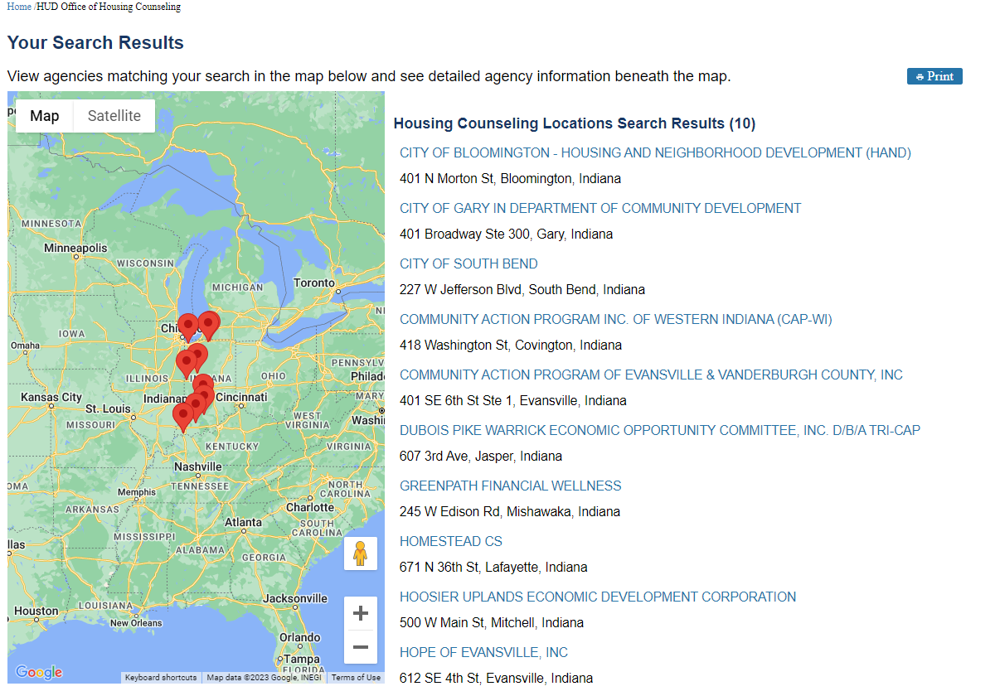 Home /HUD Office of Housing Counseling
Your Search Results
View agencies matching your search in the map below and see detailed agency information beneath the map.
Print
Map
Satellite
MINNESOTA
Minneapolis
WISCONSIN
MICHIGAN
Toronto
IOWA
Omaha
ILLINOIS
OHIO
PENNSYLV
Philad
Kansas City
Indianap
Cincinnati
MARY
St. Louis
MISSOURI
WEST
VIRGINIA
Washi
KENTUCKY
VIRGINIA
Nashville
OMA
TENNESSEE
NORTH
CAROLINA
Memphis
ARKANSAS
Charlotte
Atlanta
SOUTH
CAROLINA
llas
MISSISSIPPI
ALABAMA
GEORGIA
Jacksonville
LOUISIANA
Houston
New Orleans
Orlando
Tampa
FLORIDA
Google
Keyboard shortcuts
Map data ©2023 Google, INEGI
Terms of Use
Housing Counseling Locations Search Results (10)
CITY OF BLOOMINGTON - HOUSING AND NEIGHBORHOOD DEVELOPMENT (HAND)
401 N Morton St, Bloomington, Indiana
CITY OF GARY IN DEPARTMENT OF COMMUNITY DEVELOPMENT
401 Broadway Ste 300, Gary, Indiana
CITY OF SOUTH BEND
227 W Jefferson Blvd, South Bend, Indiana
COMMUNITY ACTION PROGRAM INC. OF WESTERN INDIANA (CAP-WI)
418 Washington St, Covington, Indiana
COMMUNITY ACTION PROGRAM OF EVANSVILLE & VANDERBURGH COUNTY, INC
401 SE 6th St Ste 1, Evansville, Indiana
DUBOIS PIKE WARRICK ECONOMIC OPPORTUNITY COMMITTEE, INC. D/B/A TRI-CAP
607 3rd Ave, Jasper, Indiana
GREENPATH FINANCIAL WELLNESS
245 W Edison Rd, Mishawaka, Indiana
HOMESTEAD CS
671 N 36th St, Lafayette, Indiana
HOOSIER UPLANDS ECONOMIC DEVELOPMENT CORPORATION
500 W Main St, Mitchell, Indiana
HOPE OF EVANSVILLE, INC
612 SE 4th St, Evansville, Indiana